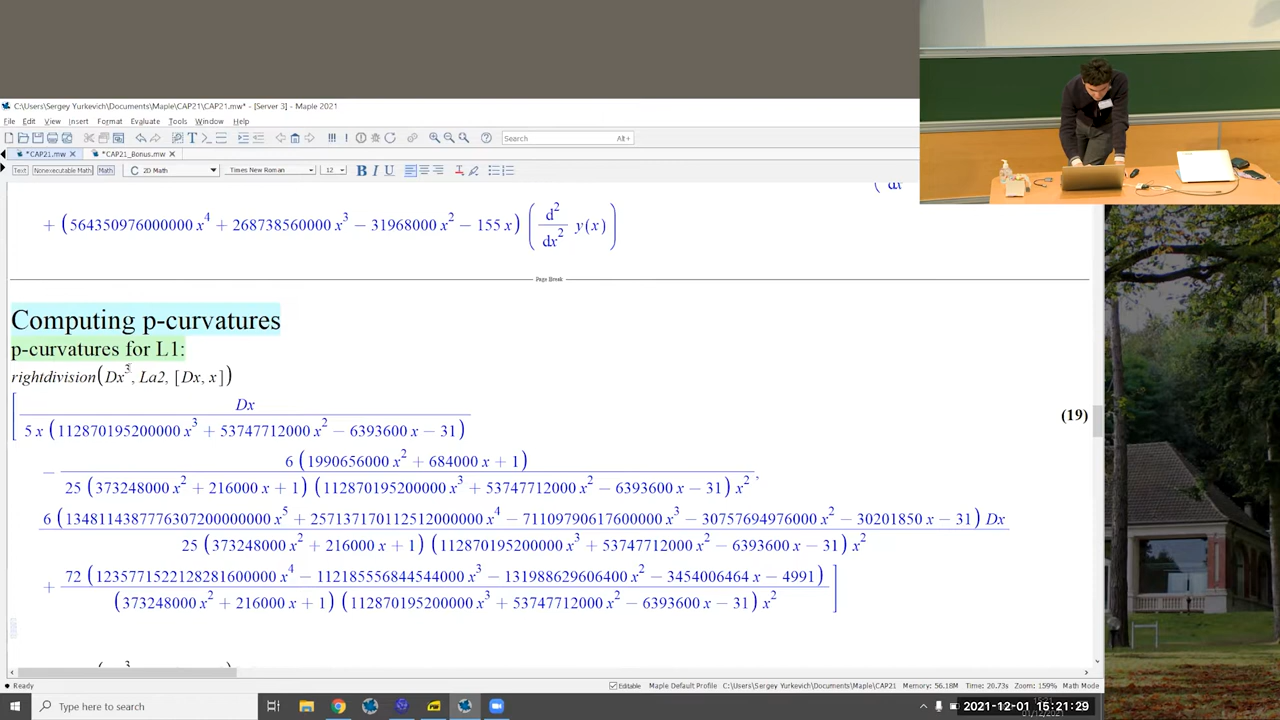 C:\Users\Sergey Yurkevich\Documents\Maple\CAP21\CAP21.mw* - [Server 3] - Maple 2021
File Edit View Insert Format Evaluate Tools Window Help
Search Alt+
*CAP21.mw *CAP21_Bonus.mw
Text Nonexecutable Math Math C 2D Math Times New Roman 12 B I U
dx
+ (564350976000000 x^4 + 268738560000 x^3 − 31968000 x^2 − 155 x) (d^2/dx^2 y(x))
Page Break
Computing p-curvatures
p-curvatures for L1:
rightdivision(Dx^3, La2, [Dx, x])
[ Dx / (5 x (112870195200000 x^3 + 53747712000 x^2 − 6393600 x − 31)) (19)
− 6 (1990656000 x^2 + 684000 x + 1) / (25 (373248000 x^2 + 216000 x + 1) (112870195200000 x^3 + 53747712000 x^2 − 6393600 x − 31) x^2),
6 (13481143877763072000000000 x^5 + 257137170112512000000 x^4 − 711097906176000000 x^3 − 30757694976000 x^2 − 30201850 x − 31) Dx / (25 (373248000 x^2 + 216000 x + 1) (112870195200000 x^3 + 53747712000 x^2 − 6393600 x − 31) x^2)
+ 72 (1235771522128281600000 x^4 − 112185556844544000 x^3 − 131988629606400 x^2 − 3454006464 x − 4991) / ((373248000 x^2 + 216000 x + 1) (112870195200000 x^3 + 53747712000 x^2 − 6393600 x − 31) x^2) ]
Ready Editable Maple Default Profile C:\Users\Sergey Yurkevich\Documents\Maple\CAP21 Memory: 56.18M Time: 20.73s Zoom: 159% Math Mode
Type here to search 2021-12-01 15:21:29